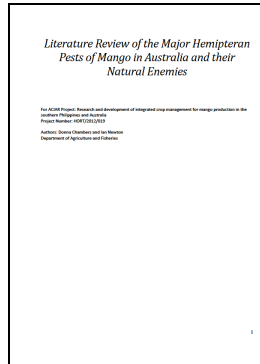 Literature Review of the Major Hemipteran
Pests of Mango in Australia and their
Natural Enemies
For ACIAR Project: Research and development of integrated crop management for mango production in the
southern Philippines and Australia
Project Number: HORT/2012/019
Authors: Donna Chambers and Ian Newton
Department of Agriculture and Fisheries
1